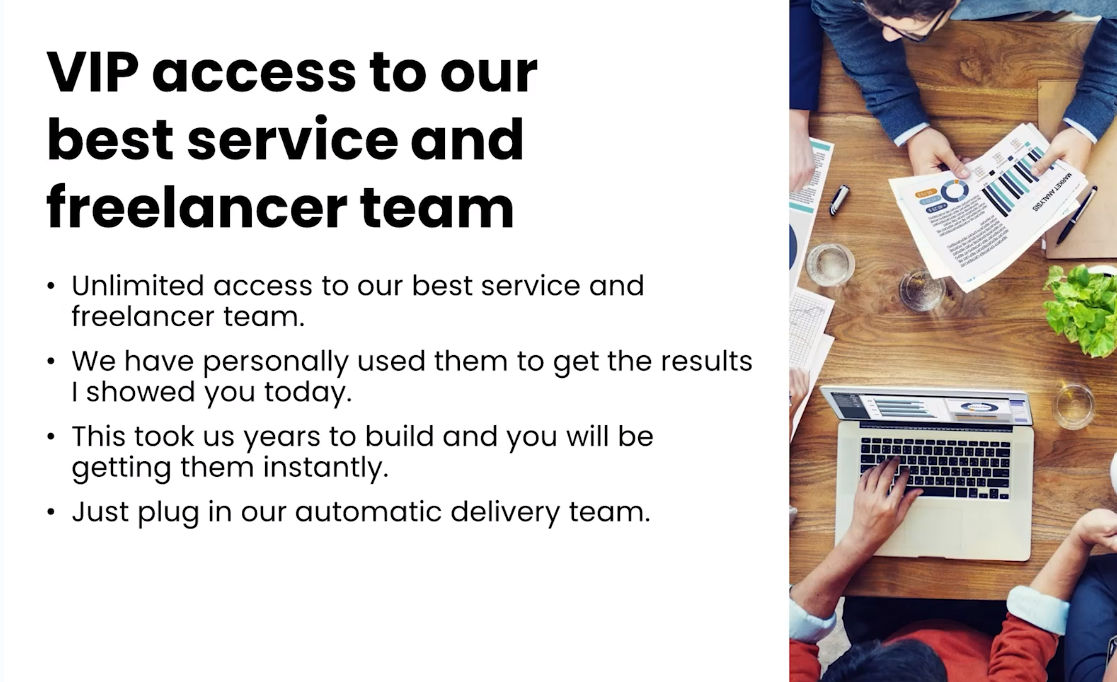 VIP access to our
best service and
freelancer team
• Unlimited access to our best service and
freelancer team.
• We have personally used them to get the results
I showed you today.
• This took us years to build and you will be
getting them instantly.
• Just plug in our automatic delivery team.
MARKET ANALYSIS